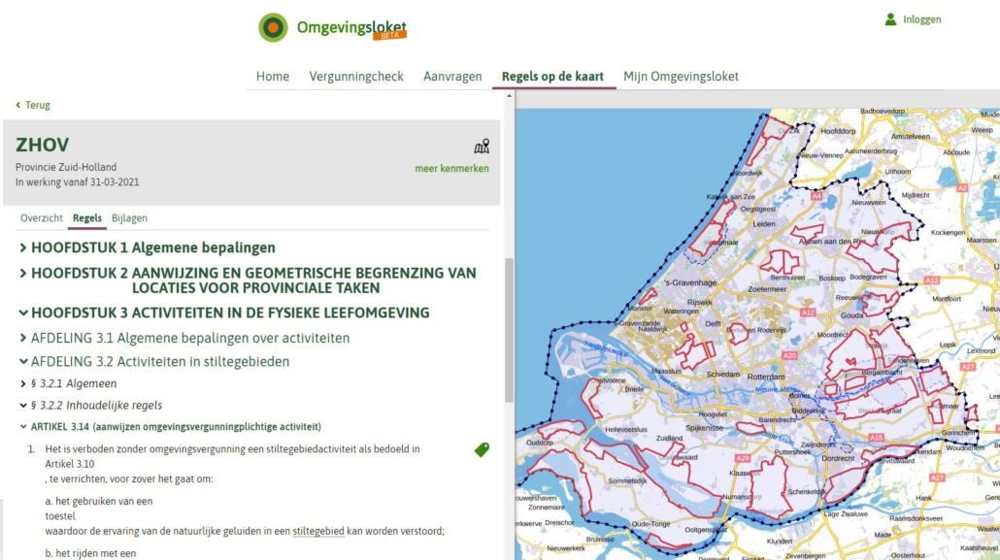 Omgevingsloket
BETA
Inloggen
Home
Vergunningcheck
Aanvragen
Regels op de kaart
Mijn Omgevingsloket
Terug
ZHOV
Provincie Zuid-Holland
In werking vanaf 31-03-2021
meer kenmerken
Overzicht
Regels
Bijlagen
HOOFDSTUK 1 Algemene bepalingen
HOOFDSTUK 2 AANWIJZING EN GEOMETRISCHE BEGRENZING VAN
LOCATIES VOOR PROVINCIALE TAKEN
HOOFDSTUK 3 ACTIVITEITEN IN DE FYSIEKE LEEFOMGEVING
AFDELING 3.1 Algemene bepalingen over activiteiten
AFDELING 3.2 Activiteiten in stiltegebieden
§ 3.2.1 Algemeen
§ 3.2.2 Inhoudelijke regels
ARTIKEL 3.14 (aanwijzen omgevingsvergunningplichtige activiteit)
1. Het is verboden zonder omgevingsvergunning een stiltegebiedactiviteit als bedoeld in
Artikel 3.10
, te verrichten, voor zover het gaat om:
a. het gebruiken van een
toestel
waardoor de ervaring van de natuurlijke geluiden in een stiltegebied kan worden verstoord;
b. het rijden met een
Badhoevedorp
De Zilk
Hoofddorp
Amstelveen
Weesp
Nieuw-Vennep
Aalsmeerderbrug
Abcoude
Noordwijk
Uithoorn
A2
Katwijk aan Zee
A4
Mijdrecht
Oegstgeest
Nieuwveen
Leiden
Kockengen
Maarssen
Alphen aan den Rijn
's-Gravenhage
Benthuizen
Boskoop
Bodegraven
A12
Zoetermeer
Rijswijk
Montfoort
Monster
Wateringen
A12
Gouda
's-Gravenzande
Naaldwijk
Delft
Berkel en Rodenrijs
Moordrecht
Lopik
Lexmond
A20
A27
Maassluis
Schiedam
Rotterdam
Bergambacht
Brielle
Hoogvliet
Barendrecht
Ridderkerk
Hellevoetsluis
Spijkenisse
Gorinchem
A15
Ouddorp
Zuidland
Zwijndrecht
Woudrichem
A29
Puttershoek
Dordrecht
Sommelsdijk
A27
Schenkeldijk
Hank
Zonnemaire
Dreischor
Oude-Tonge
Lage Zwaluwe
Raamsdonksveer
Bruinisse
Ooltgensplaat
Klundert
Made
Nieuwerkerk
Zevenbergen
Oosterhout